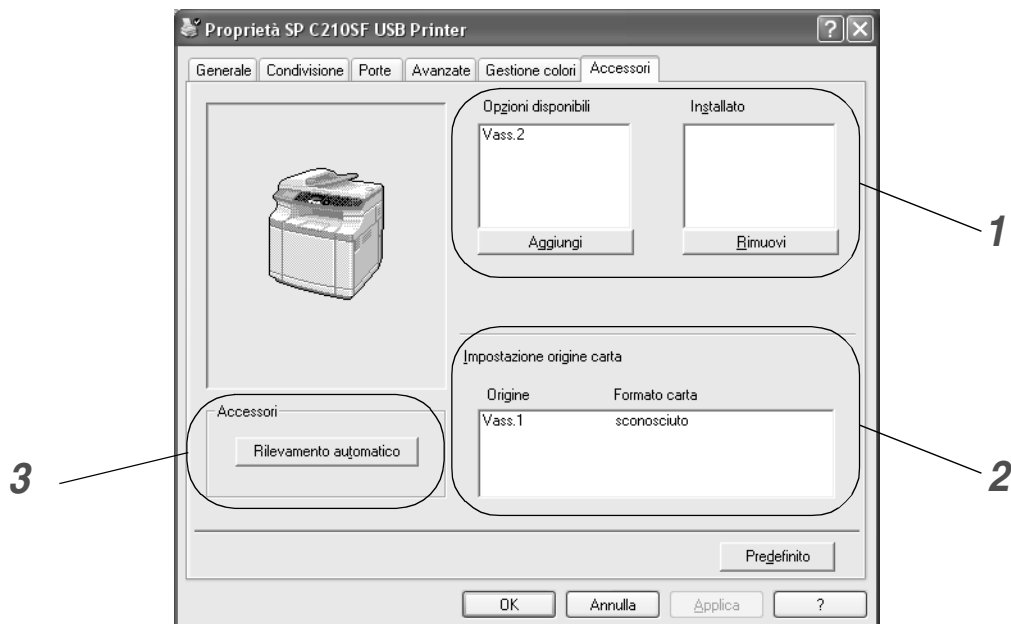 Proprietà SP C210SF USB Printer
Generale Condivisione Porte Avanzate Gestione colori Accessori
Opzioni disponibili Installato
Vass.2
Aggiungi Rimuovi
1
Impostazione origine carta
Origine Formato carta
Vass.1 sconosciuto
2
Accessori
Rilevamento automatico
3
Predefinito
OK Annulla Applica ?